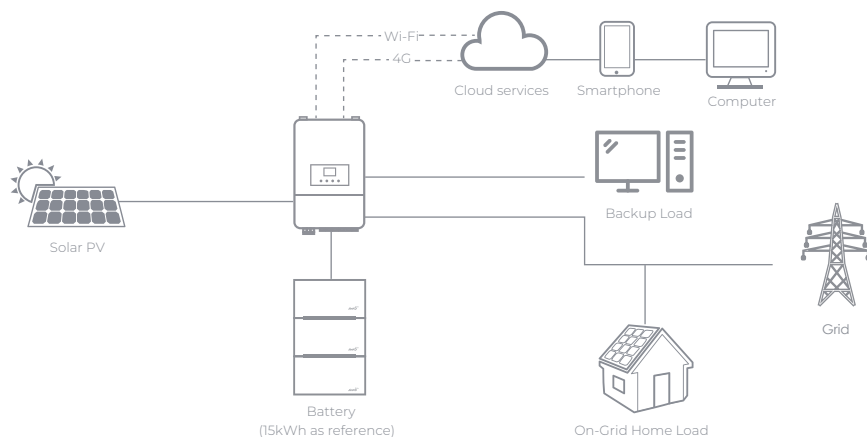 Wi-Fi
4G
Cloud services
Smartphone
Computer
Backup Load
Solar PV
Grid
Battery
(15kWh as reference)
On-Grid Home Load